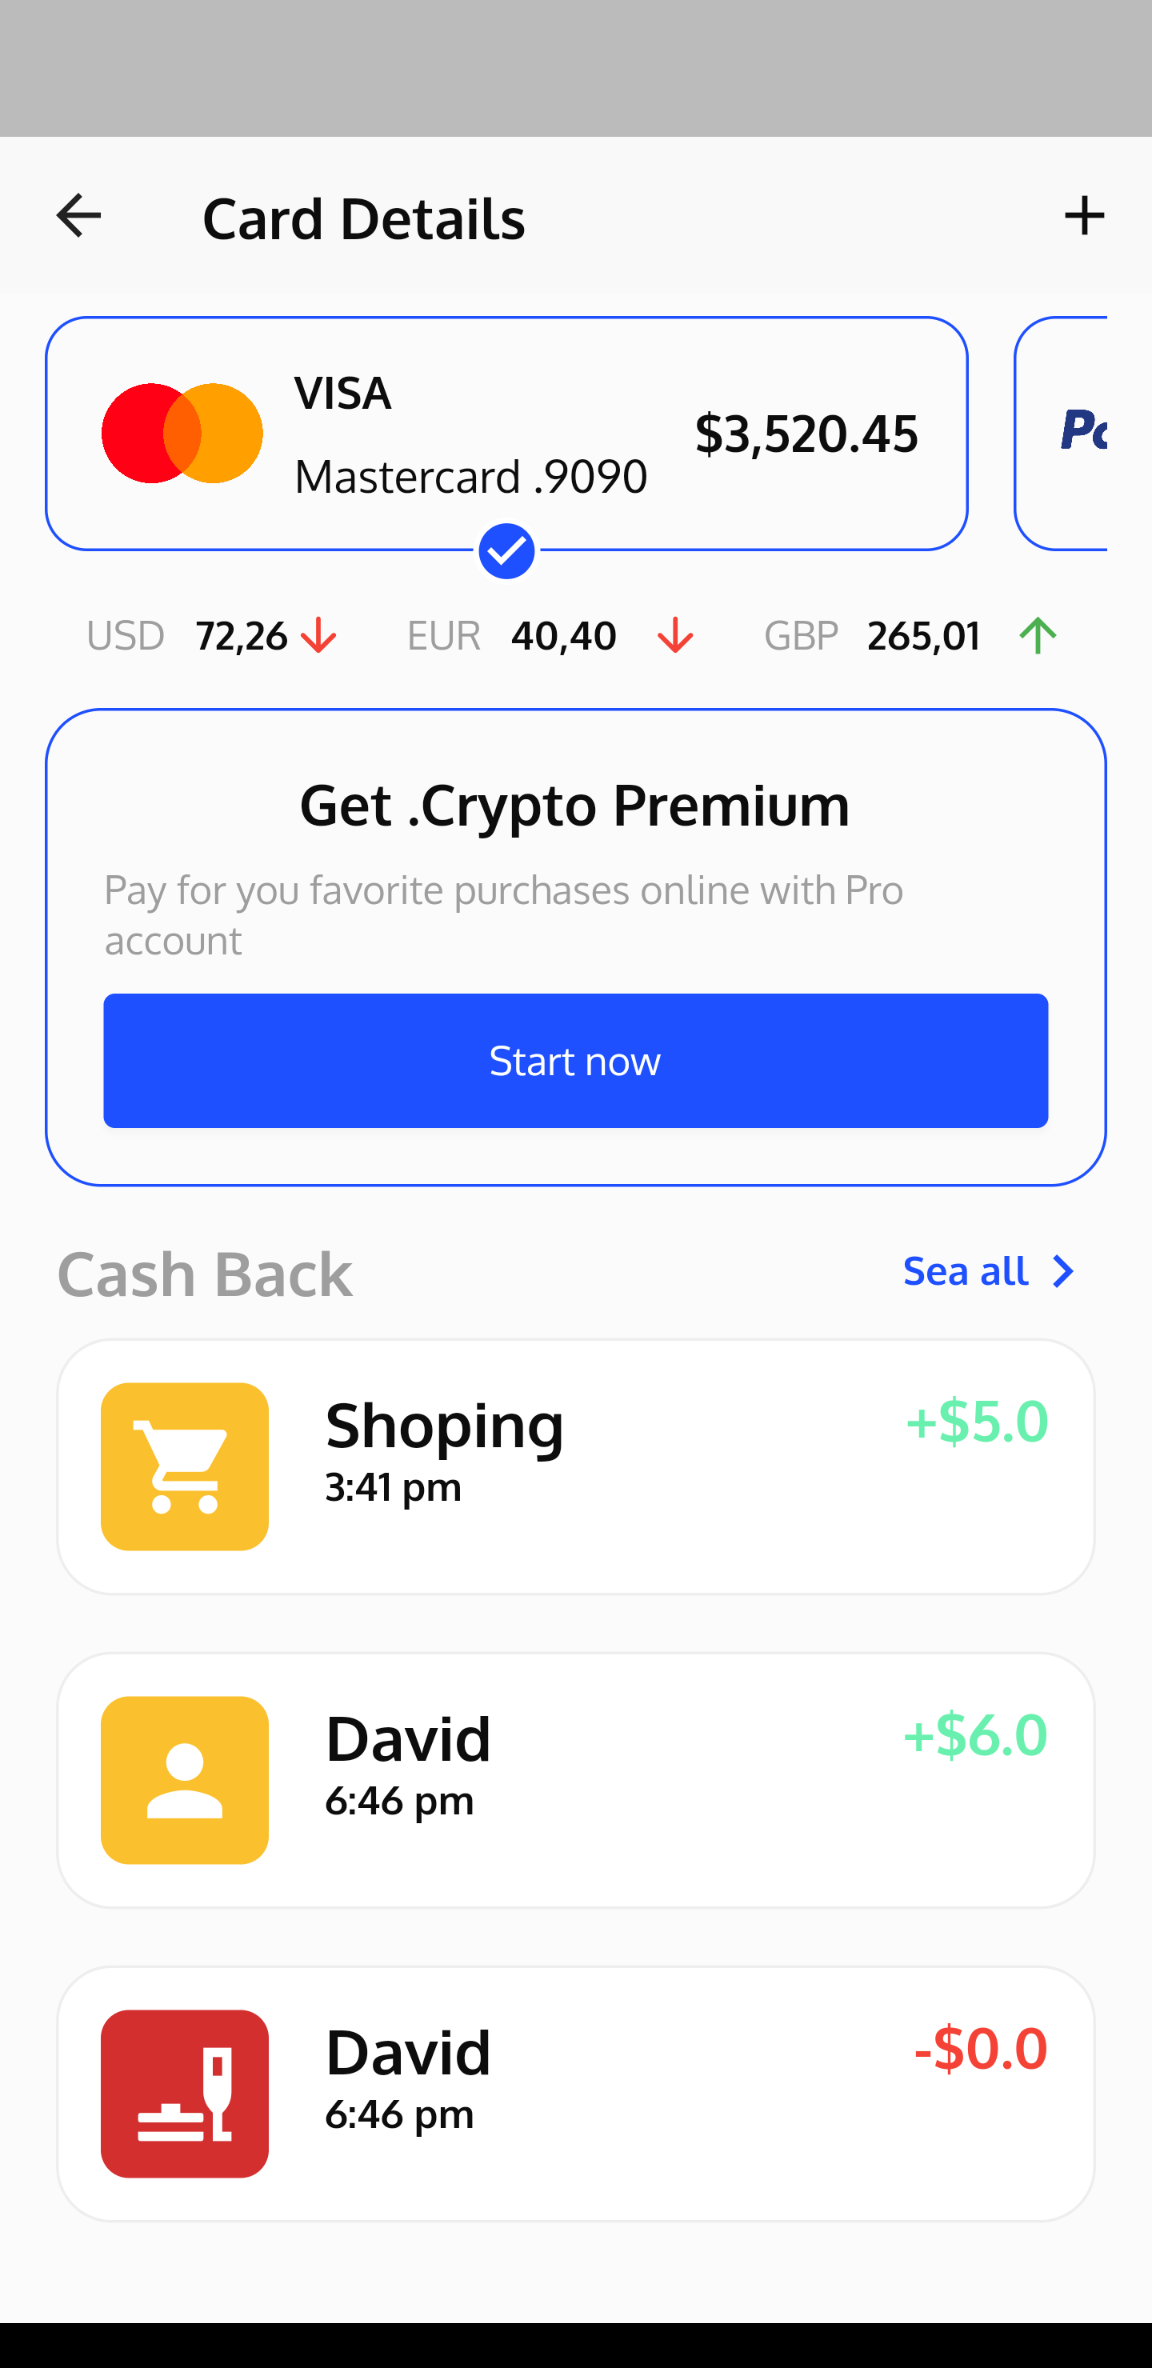 Card Details
VISA
Mastercard .9090
$3,520.45
USD 72,26 EUR 40,40 GBP 265,01
Get .Crypto Premium
Pay for you favorite purchases online with Pro
account
Start now
Cash Back
Sea all
Shoping
+$5.0
3:41 pm
David
+$6.0
6:46 pm
David
-$0.0
6:46 pm